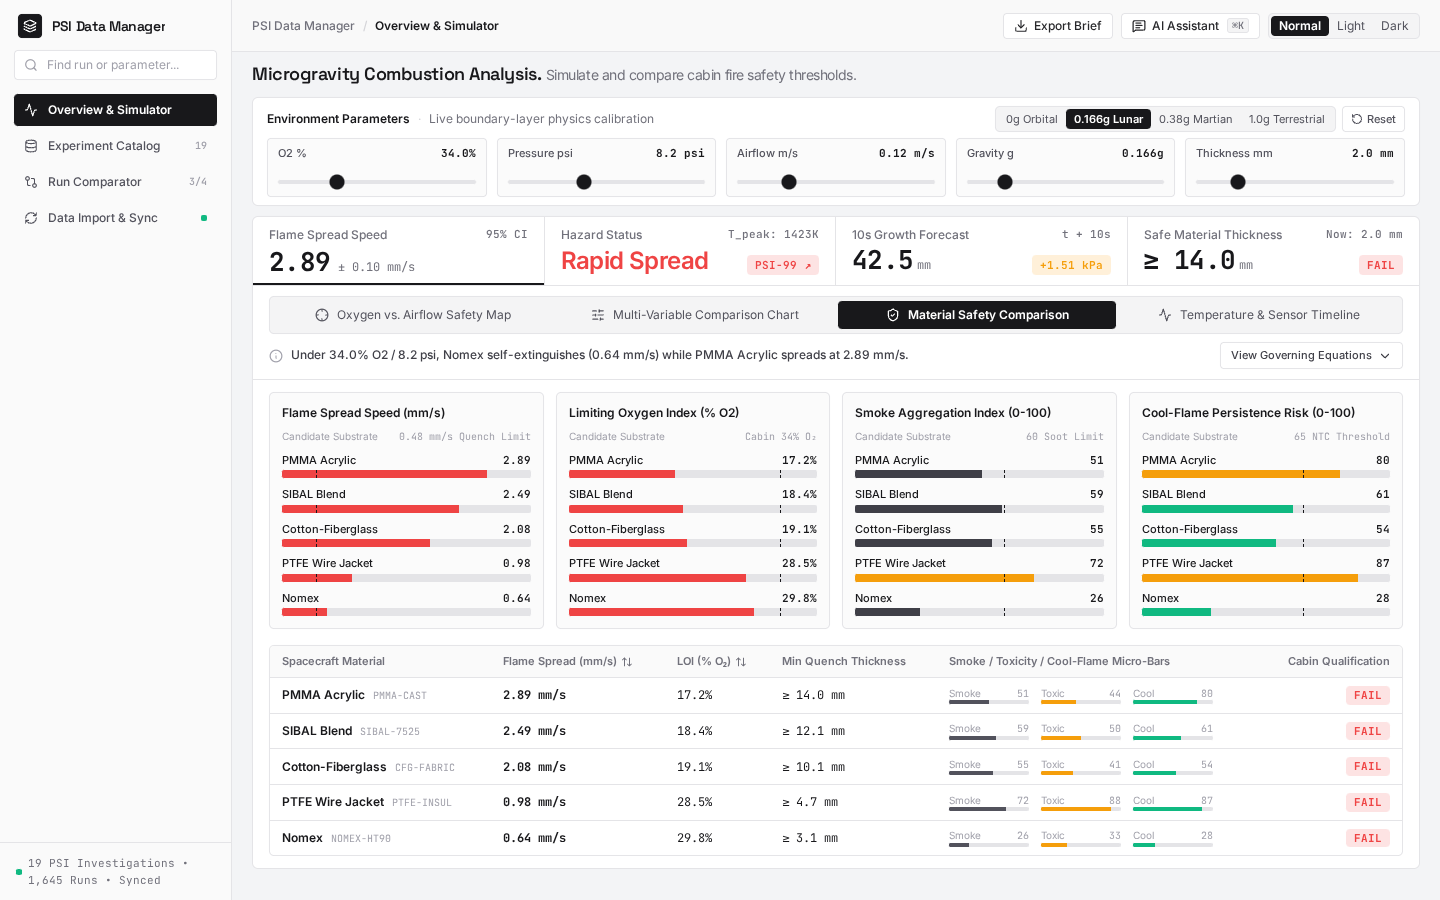 PSI Data Manager
Find run or parameter...
Overview & Simulator
Experiment Catalog 19
Run Comparator 3/4
Data Import & Sync
19 PSI Investigations •
1,645 Runs • Synced
PSI Data Manager / Overview & Simulator
Export Brief
AI Assistant ⌘K
Normal Light Dark
Microgravity Combustion Analysis. Simulate and compare cabin fire safety thresholds.
Environment Parameters · Live boundary-layer physics calibration
0g Orbital 0.166g Lunar 0.38g Martian 1.0g Terrestrial Reset
O2 % 34.0%
Pressure psi 8.2 psi
Airflow m/s 0.12 m/s
Gravity g 0.166g
Thickness mm 2.0 mm
Flame Spread Speed 95% CI
2.89 ± 0.10 mm/s
Hazard Status T_peak: 1423K
Rapid Spread PSI-99 ↗
10s Growth Forecast t + 10s
42.5 mm +1.51 kPa
Safe Material Thickness Now: 2.0 mm
≥ 14.0 mm FAIL
Oxygen vs. Airflow Safety Map
Multi-Variable Comparison Chart
Material Safety Comparison
Temperature & Sensor Timeline
Under 34.0% O2 / 8.2 psi, Nomex self-extinguishes (0.64 mm/s) while PMMA Acrylic spreads at 2.89 mm/s.
View Governing Equations
Flame Spread Speed (mm/s)
Candidate Substrate 0.48 mm/s Quench Limit
PMMA Acrylic 2.89
SIBAL Blend 2.49
Cotton-Fiberglass 2.08
PTFE Wire Jacket 0.98
Nomex 0.64
Limiting Oxygen Index (% O2)
Candidate Substrate Cabin 34% O₂
PMMA Acrylic 17.2%
SIBAL Blend 18.4%
Cotton-Fiberglass 19.1%
PTFE Wire Jacket 28.5%
Nomex 29.8%
Smoke Aggregation Index (0-100)
Candidate Substrate 60 Soot Limit
PMMA Acrylic 51
SIBAL Blend 59
Cotton-Fiberglass 55
PTFE Wire Jacket 72
Nomex 26
Cool-Flame Persistence Risk (0-100)
Candidate Substrate 65 NTC Threshold
PMMA Acrylic 80
SIBAL Blend 61
Cotton-Fiberglass 54
PTFE Wire Jacket 87
Nomex 28
Spacecraft Material Flame Spread (mm/s) ↑↓ LOI (% O₂) ↑↓ Min Quench Thickness Smoke / Toxicity / Cool-Flame Micro-Bars Cabin Qualification
PMMA Acrylic PMMA-CAST 2.89 mm/s 17.2% ≥ 14.0 mm Smoke 51 Toxic 44 Cool 80 FAIL
SIBAL Blend SIBAL-7525 2.49 mm/s 18.4% ≥ 12.1 mm Smoke 59 Toxic 50 Cool 61 FAIL
Cotton-Fiberglass CFG-FABRIC 2.08 mm/s 19.1% ≥ 10.1 mm Smoke 55 Toxic 41 Cool 54 FAIL
PTFE Wire Jacket PTFE-INSUL 0.98 mm/s 28.5% ≥ 4.7 mm Smoke 72 Toxic 88 Cool 87 FAIL
Nomex NOMEX-HT90 0.64 mm/s 29.8% ≥ 3.1 mm Smoke 26 Toxic 33 Cool 28 FAIL